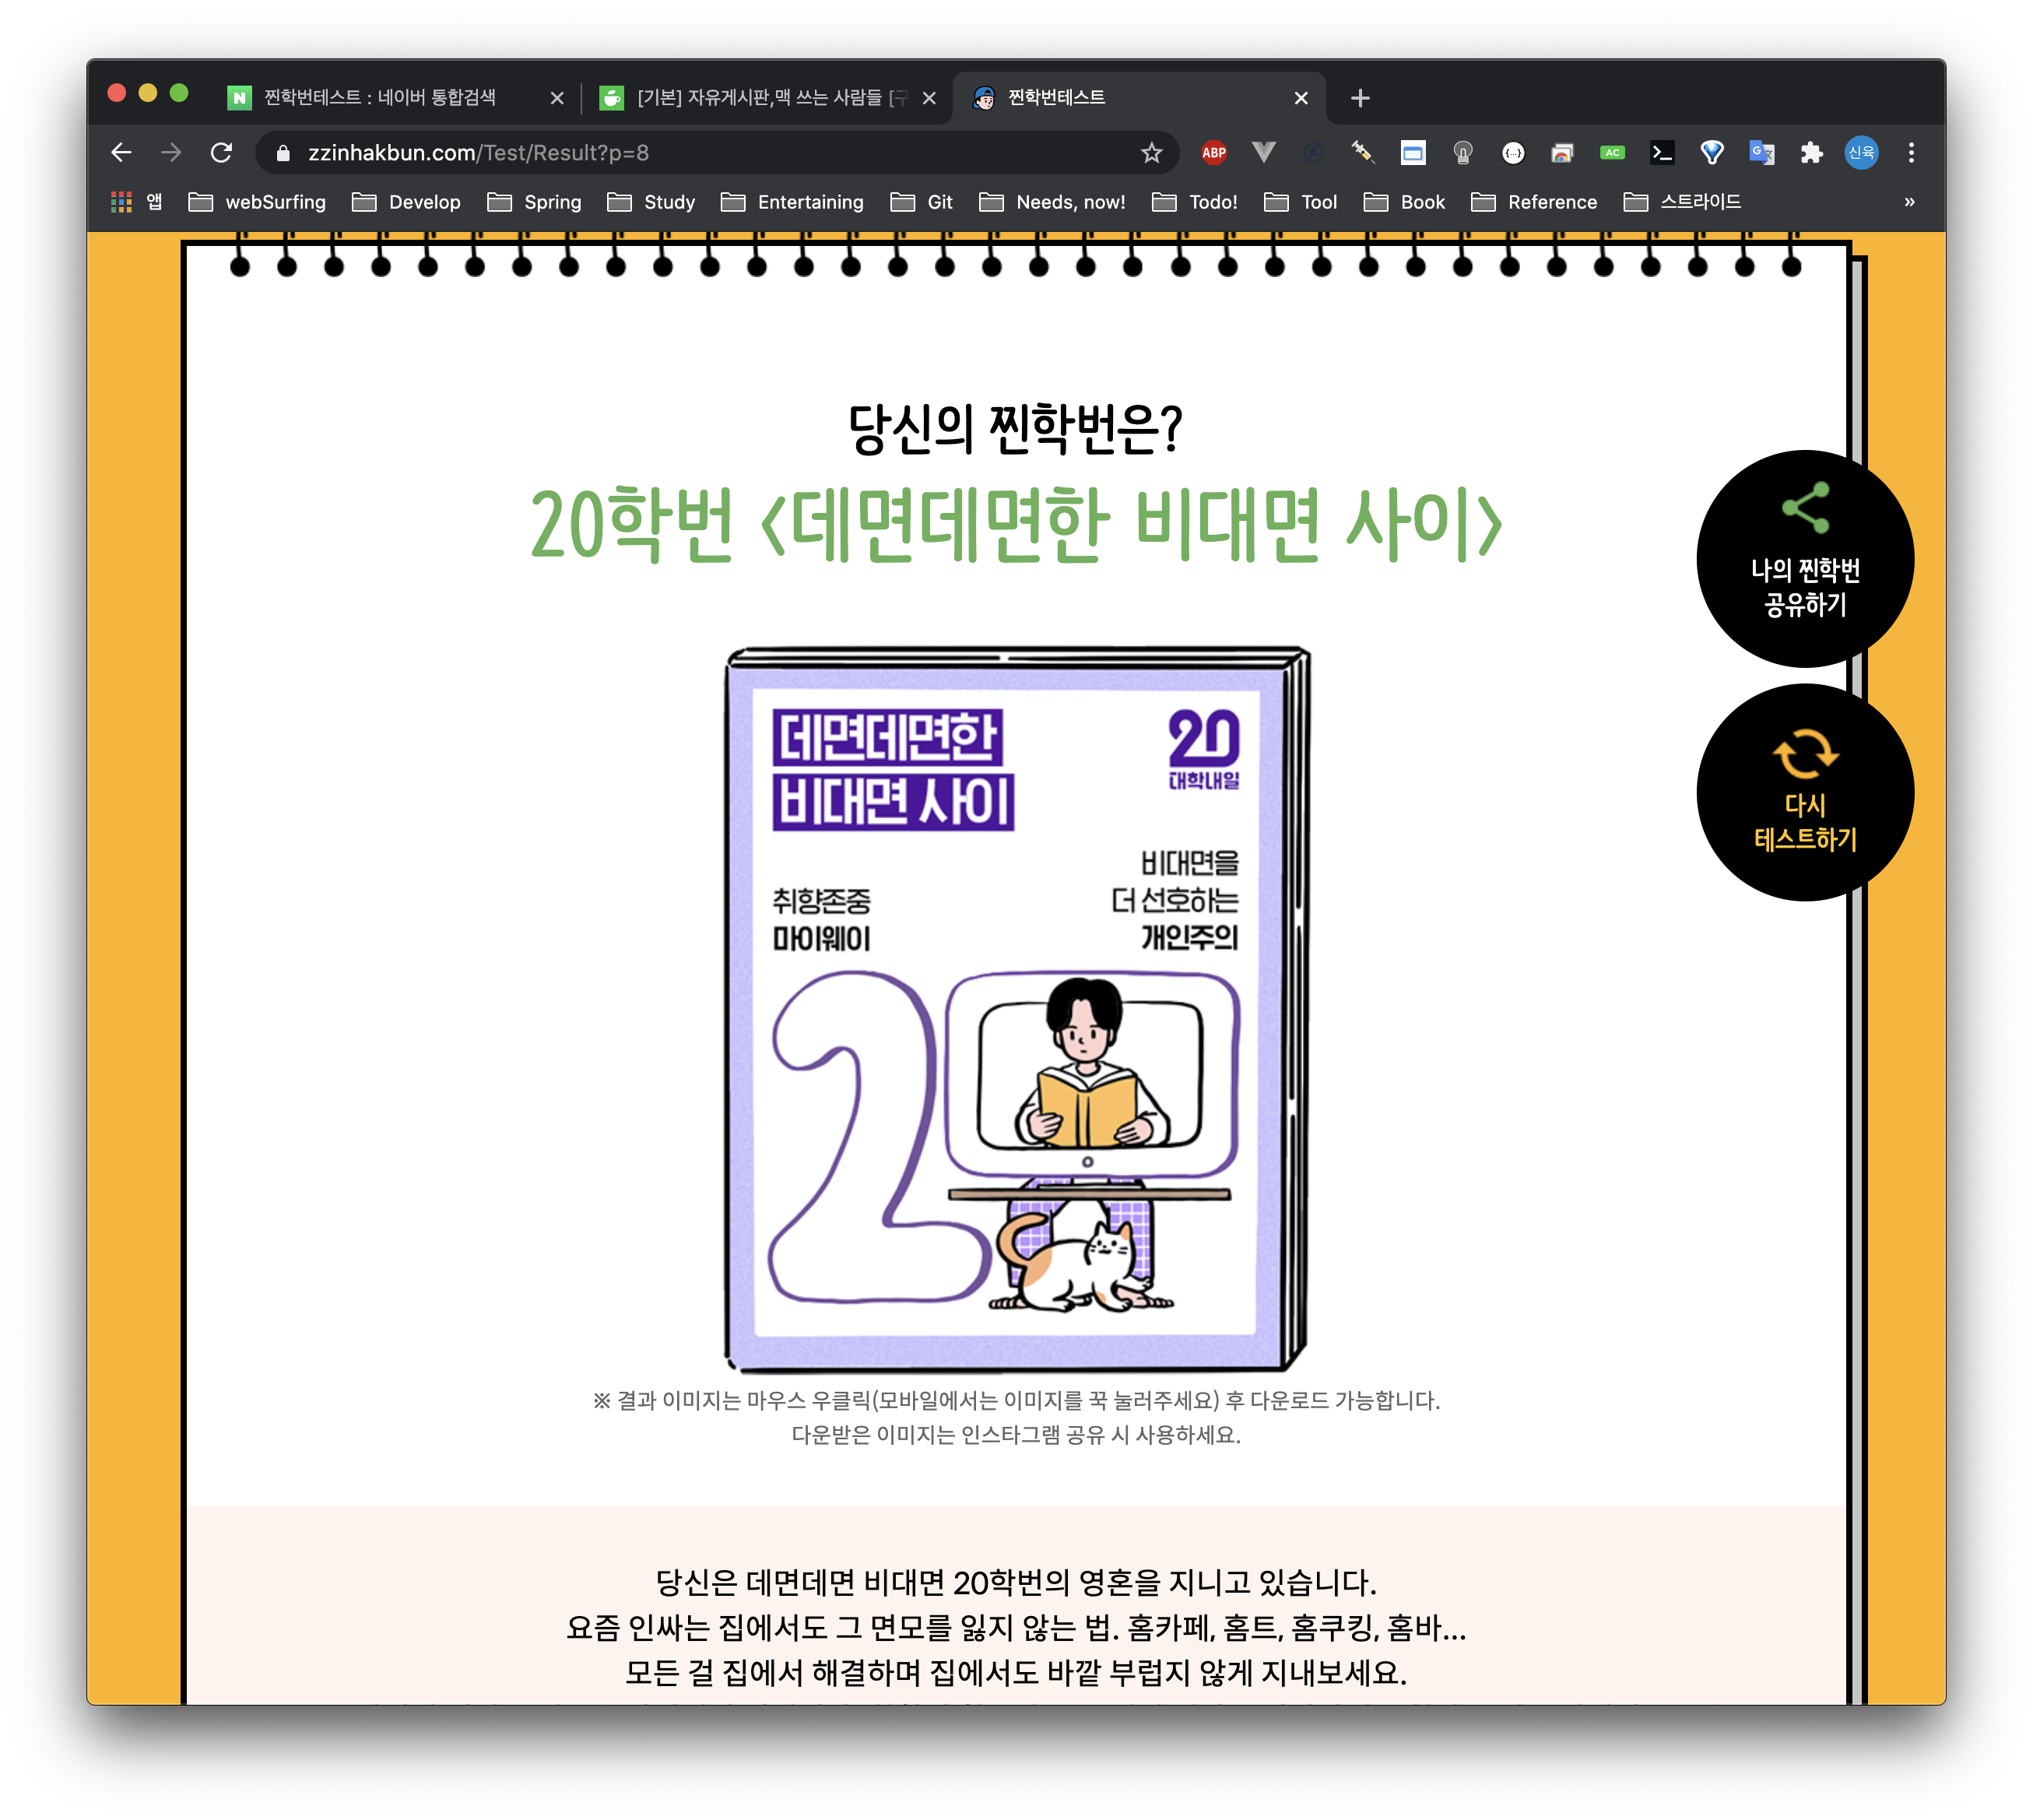 찐학번테스트 : 네이버 통합검색
[기본] 자유게시판,맥 쓰는 사람들 [구
찐학번테스트
zzinhakbun.com/Test/Result?p=8
ABP
AC
신육
앱
webSurfing
Develop
Spring
Study
Entertaining
Git
Needs, now!
Todo!
Tool
Book
Reference
스트라이드
»
당신의 찐학번은?
20학번 <데면데면한 비대면 사이>
나의 찐학번
공유하기
다시
테스트하기
데면데면한
비대면 사이
20
대학내일
취향존중
마이웨이
비대면을
더 선호하는
개인주의
20
※ 결과 이미지는 마우스 우클릭(모바일에서는 이미지를 꾹 눌러주세요) 후 다운로드 가능합니다.
다운받은 이미지는 인스타그램 공유 시 사용하세요.
당신은 데면데면 비대면 20학번의 영혼을 지니고 있습니다.
요즘 인싸는 집에서도 그 면모를 잃지 않는 법. 홈카페, 홈트, 홈쿠킹, 홈바...
모든 걸 집에서 해결하며 집에서도 바깥 부럽지 않게 지내보세요.